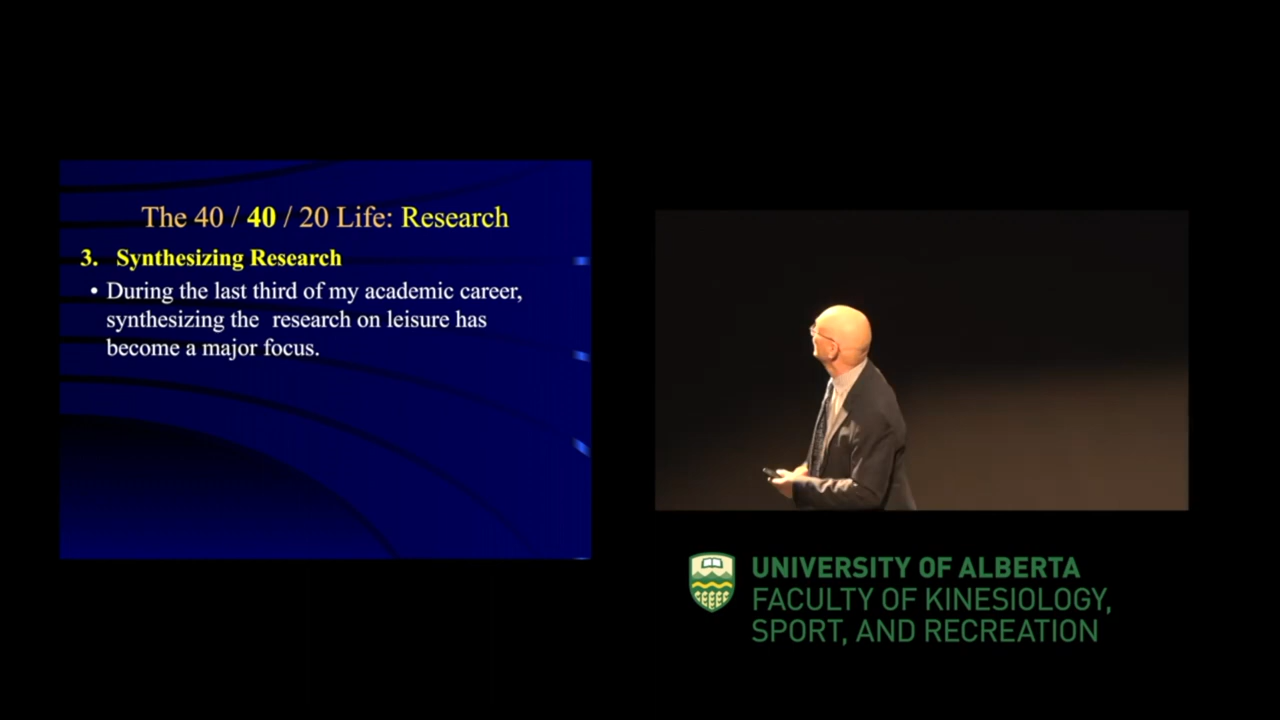 The 40 / 40 / 20 Life: Research
3. Synthesizing Research
• During the last third of my academic career,
synthesizing the research on leisure has
become a major focus.
UNIVERSITY OF ALBERTA
FACULTY OF KINESIOLOGY,
SPORT, AND RECREATION